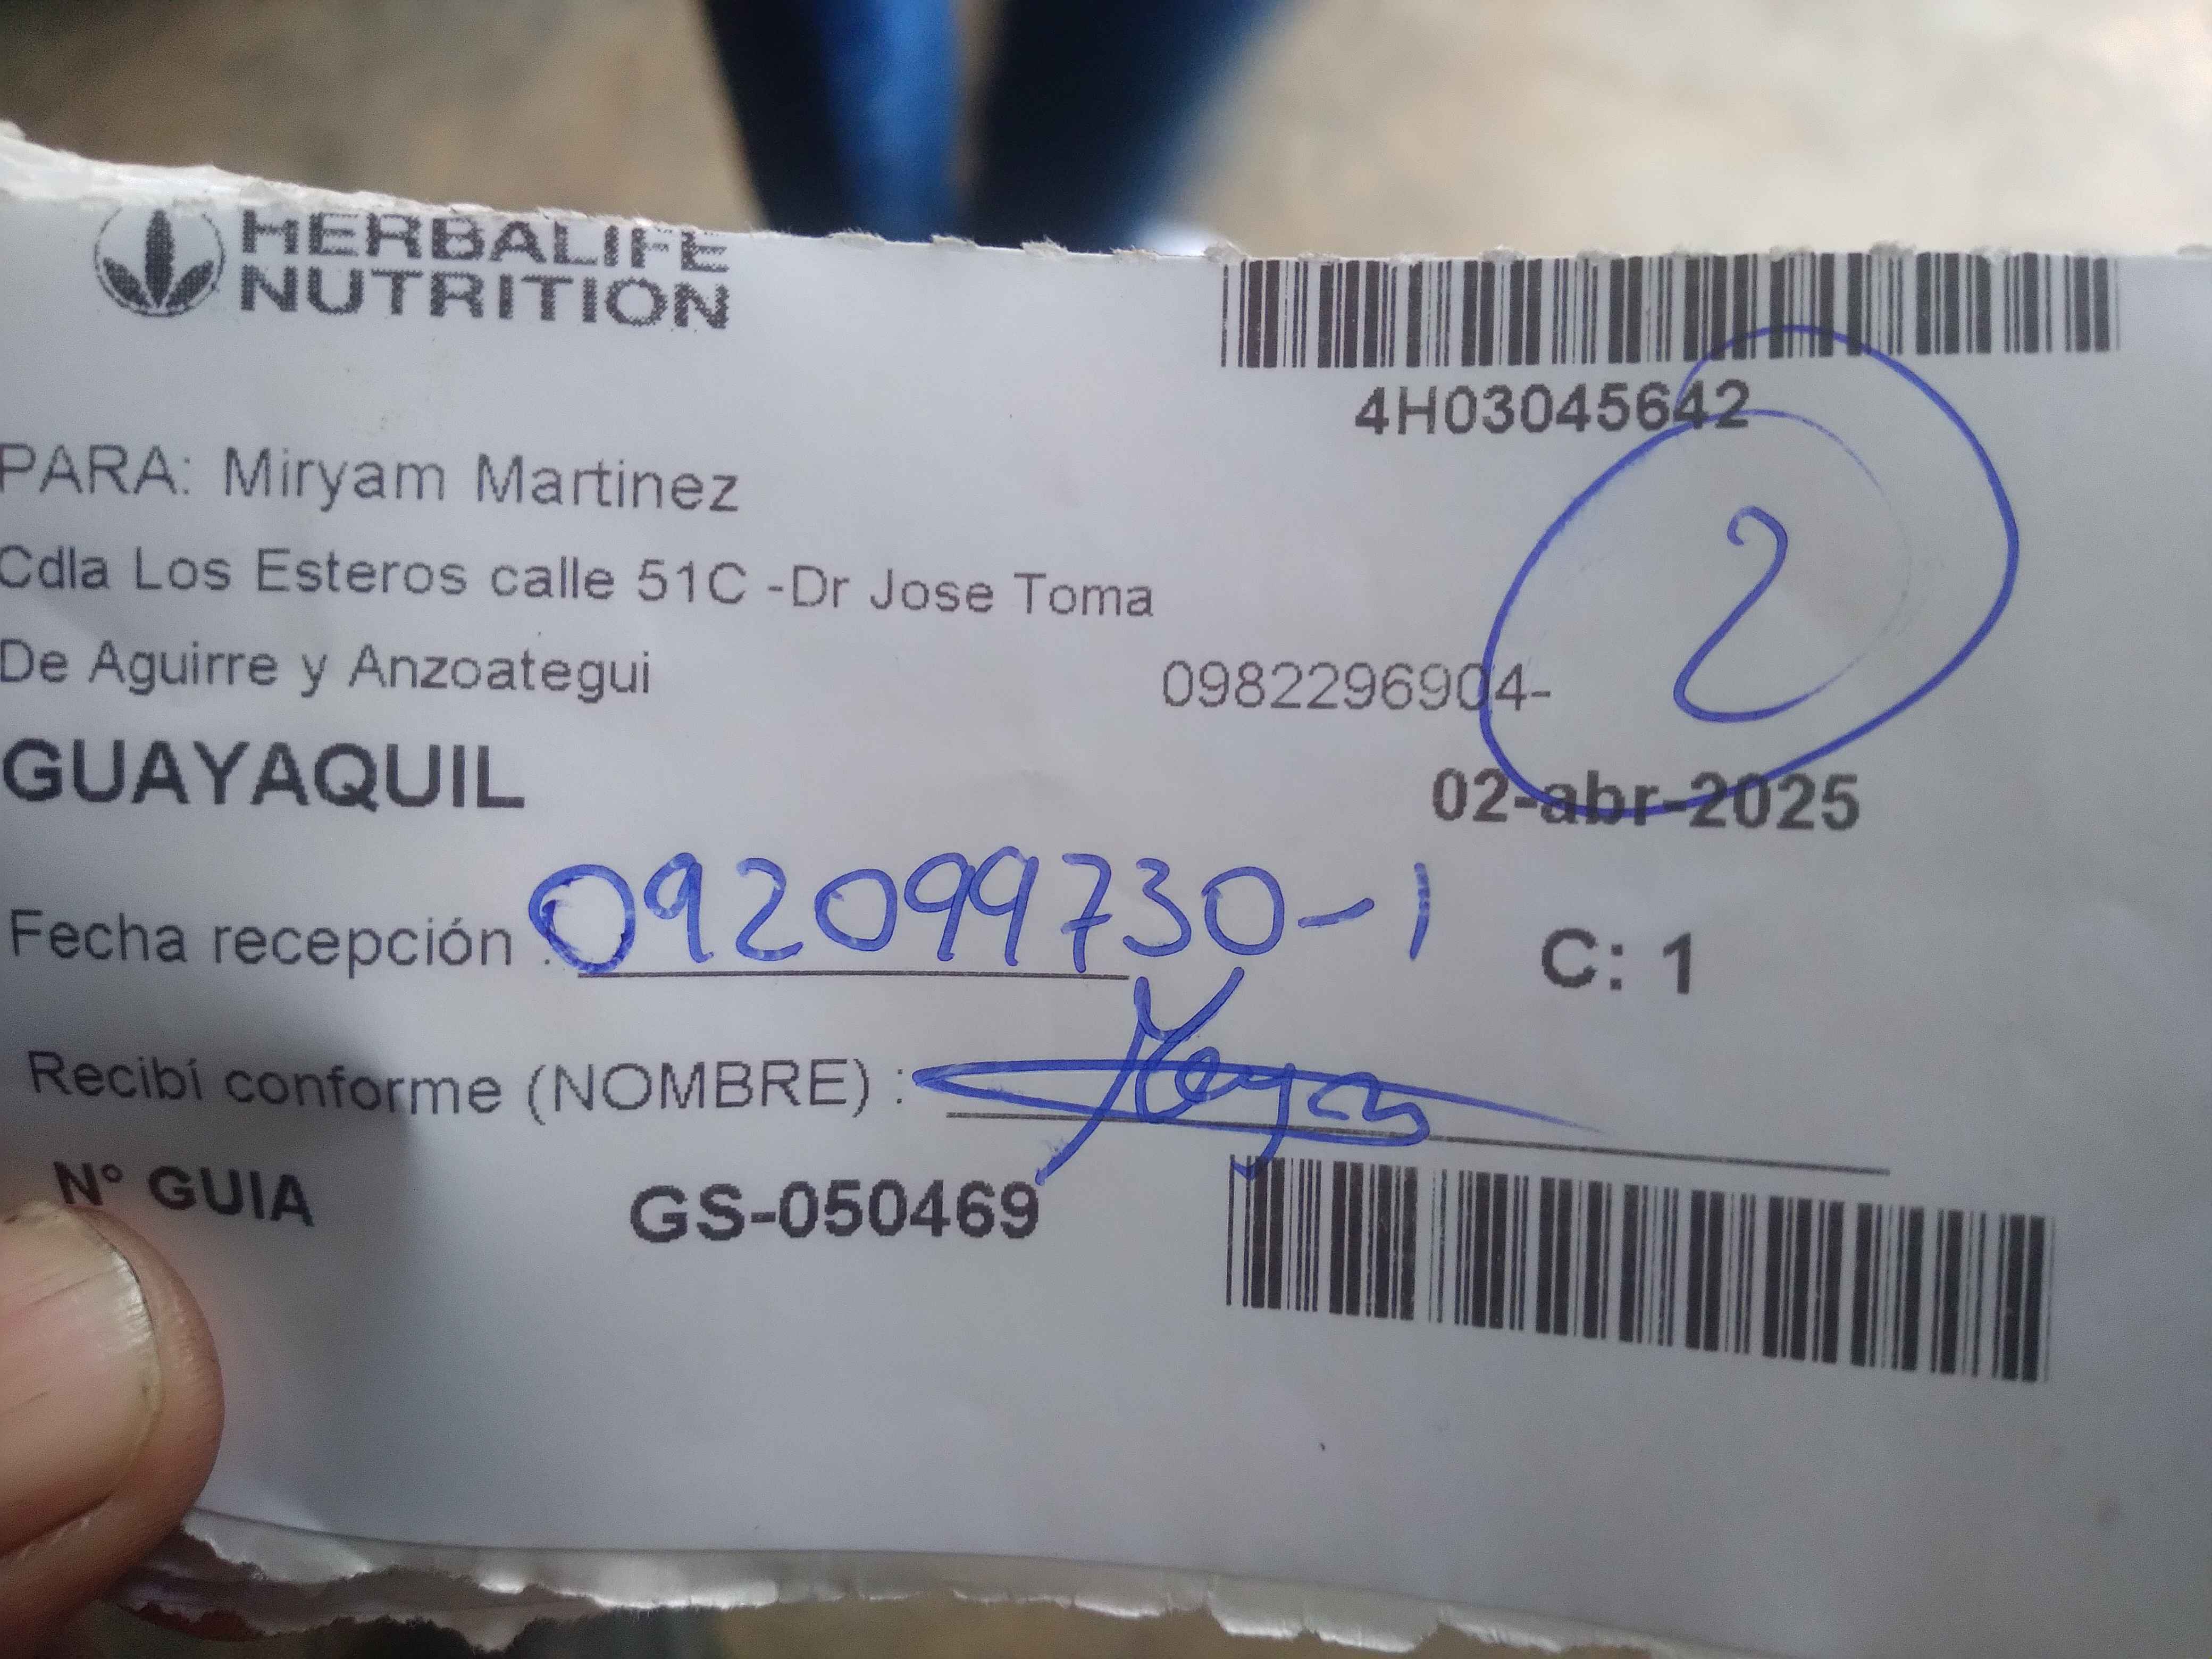 HERBALIFE
NUTRITION
4H03045642
PARA: Miryam Martinez
Cdla Los Esteros calle 51C -Dr Jose Toma
De Aguirre y Anzoategui
0982296904-
2
GUAYAQUIL
02-abr-2025
Fecha recepción : 092099730-1
C: 1
Recibí conforme (NOMBRE) :
N° GUIA GS-050469